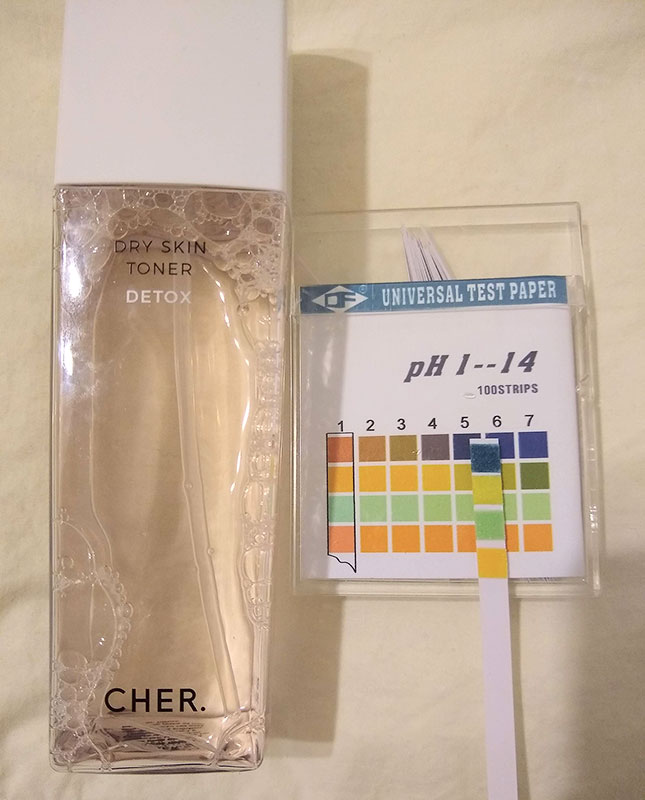 DRY SKIN
TONER
DETOX
CHER.
UNIVERSAL TEST PAPER
pH 1--14
100STRIPS
1 2 3 4 5 6 7